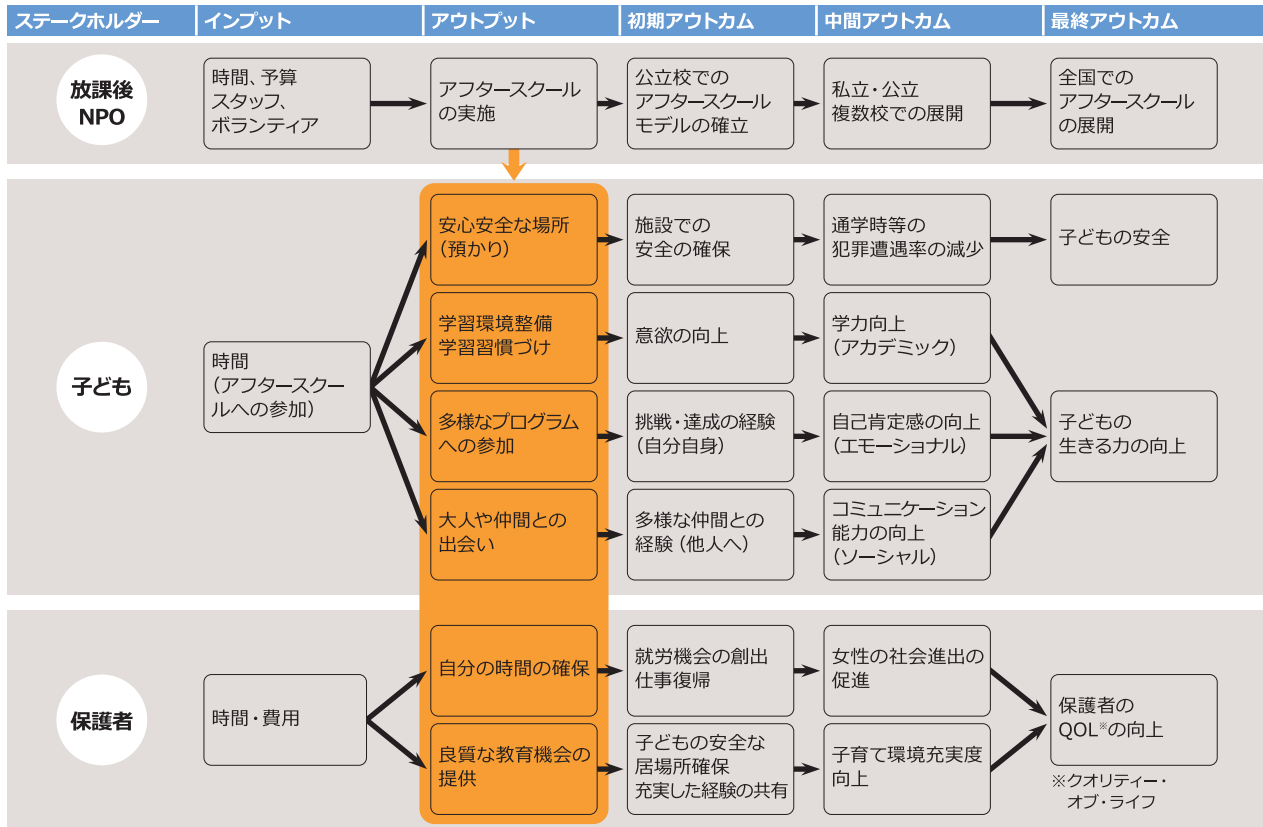 ステークホルダー
インプット
アウトプット
初期アウトカム
中間アウトカム
最終アウトカム
放課後
NPO
時間、予算
スタッフ、
ボランティア
アフタースクール
の実施
公立校での
アフタースクール
モデルの確立
私立・公立
複数校での展開
全国での
アフタースクール
の展開
子ども
時間
(アフタースクー
ルへの参加)
安心安全な場所
(預かり)
施設での
安全の確保
通学時等の
犯罪遭遇率の減少
子どもの安全
学習環境整備
学習習慣づけ
意欲の向上
学力向上
(アカデミック)
多様なプログラム
への参加
挑戦・達成の経験
(自分自身)
自己肯定感の向上
(エモーショナル)
子どもの
生きる力の向上
大人や仲間との
出会い
多様な仲間との
経験(他人へ)
コミュニケーション
能力の向上
(ソーシャル)
保護者
時間・費用
自分の時間の確保
就労機会の創出
仕事復帰
女性の社会進出の
促進
良質な教育機会の
提供
子どもの安全な
居場所確保
充実した経験の共有
子育て環境充実度
向上
保護者の
QOL※の向上
※クオリティー・
オブ・ライフ